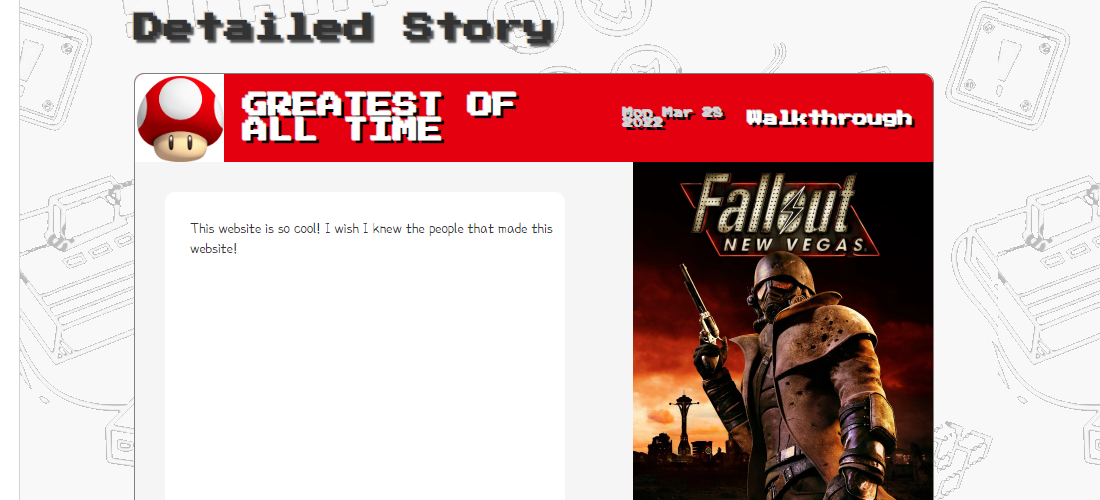 Detailed Story
GREATEST OF
ALL TIME
Mon Mar 28
2022
Walkthrough
This website is so cool! I wish I knew the people that made this
website!
Fallout
NEW VEGAS